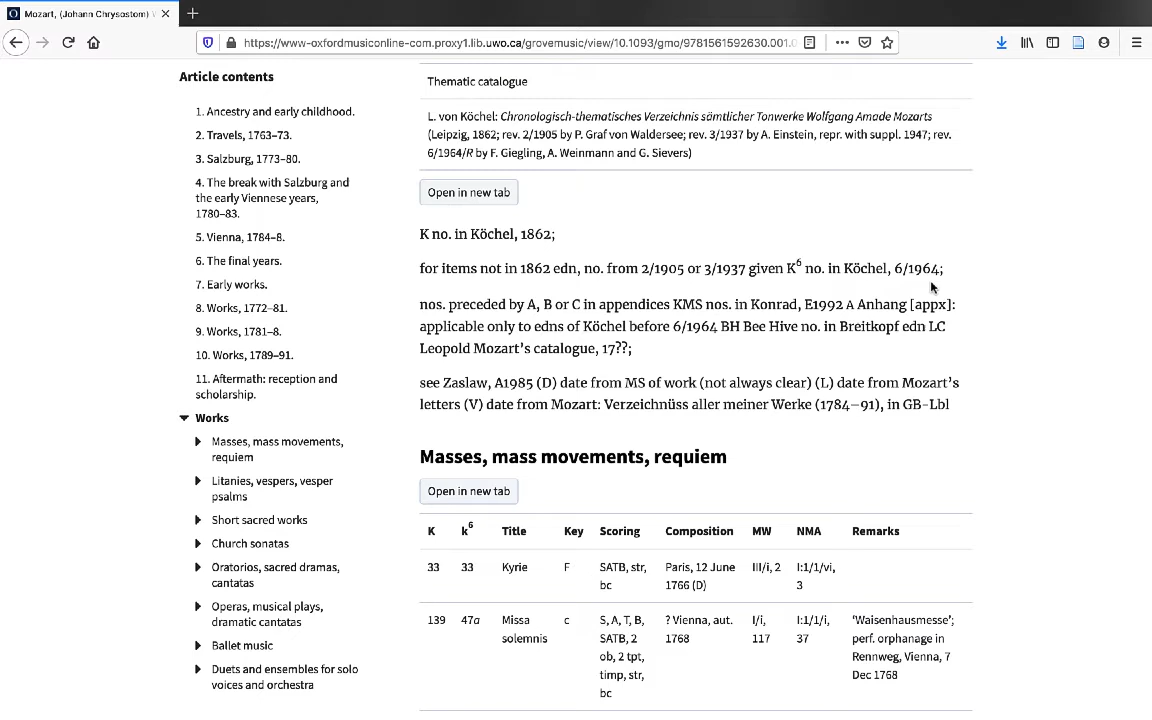 Mozart, (Johann Chrysostom) W
https://www-oxfordmusiconline-com.proxy1.lib.uwo.ca/grovemusic/view/10.1093/gmo/9781561592630.001.0
Article contents
1. Ancestry and early childhood.
2. Travels, 1763–73.
3. Salzburg, 1773–80.
4. The break with Salzburg and
the early Viennese years,
1780–83.
5. Vienna, 1784–8.
6. The final years.
7. Early works.
8. Works, 1772–81.
9. Works, 1781–8.
10. Works, 1789–91.
11. Aftermath: reception and
scholarship.
Works
Masses, mass movements,
requiem
Litanies, vespers, vesper
psalms
Short sacred works
Church sonatas
Oratorios, sacred dramas,
cantatas
Operas, musical plays,
dramatic cantatas
Ballet music
Duets and ensembles for solo
voices and orchestra
Thematic catalogue
L. von Köchel: Chronologisch-thematisches Verzeichnis sämtlicher Tonwerke Wolfgang Amade Mozarts
(Leipzig, 1862; rev. 2/1905 by P. Graf von Waldersee; rev. 3/1937 by A. Einstein, repr. with suppl. 1947; rev.
6/1964/R by F. Giegling, A. Weinmann and G. Sievers)
Open in new tab
K no. in Köchel, 1862;
for items not in 1862 edn, no. from 2/1905 or 3/1937 given K6 no. in Köchel, 6/1964;
nos. preceded by A, B or C in appendices KMS nos. in Konrad, E1992 A Anhang [appx]:
applicable only to edns of Köchel before 6/1964 BH Bee Hive no. in Breitkopf edn LC
Leopold Mozart's catalogue, 17??;
see Zaslaw, A1985 (D) date from MS of work (not always clear) (L) date from Mozart's
letters (V) date from Mozart: Verzeichnüss aller meiner Werke (1784–91), in GB-Lbl
Masses, mass movements, requiem
Open in new tab
K k6 Title Key Scoring Composition MW NMA Remarks
33 33 Kyrie F SATB, str, Paris, 12 June III/i, 2 I:1/1/vi,
bc 1766 (D) 3
139 47a Missa c S, A, T, B, ? Vienna, aut. I/i, I:1/1/i, 'Waisenhausmesse';
solemnis SATB, 2 1768 117 37 perf. orphanage in
ob, 2 tpt, Rennweg, Vienna, 7
timp, str, Dec 1768
bc